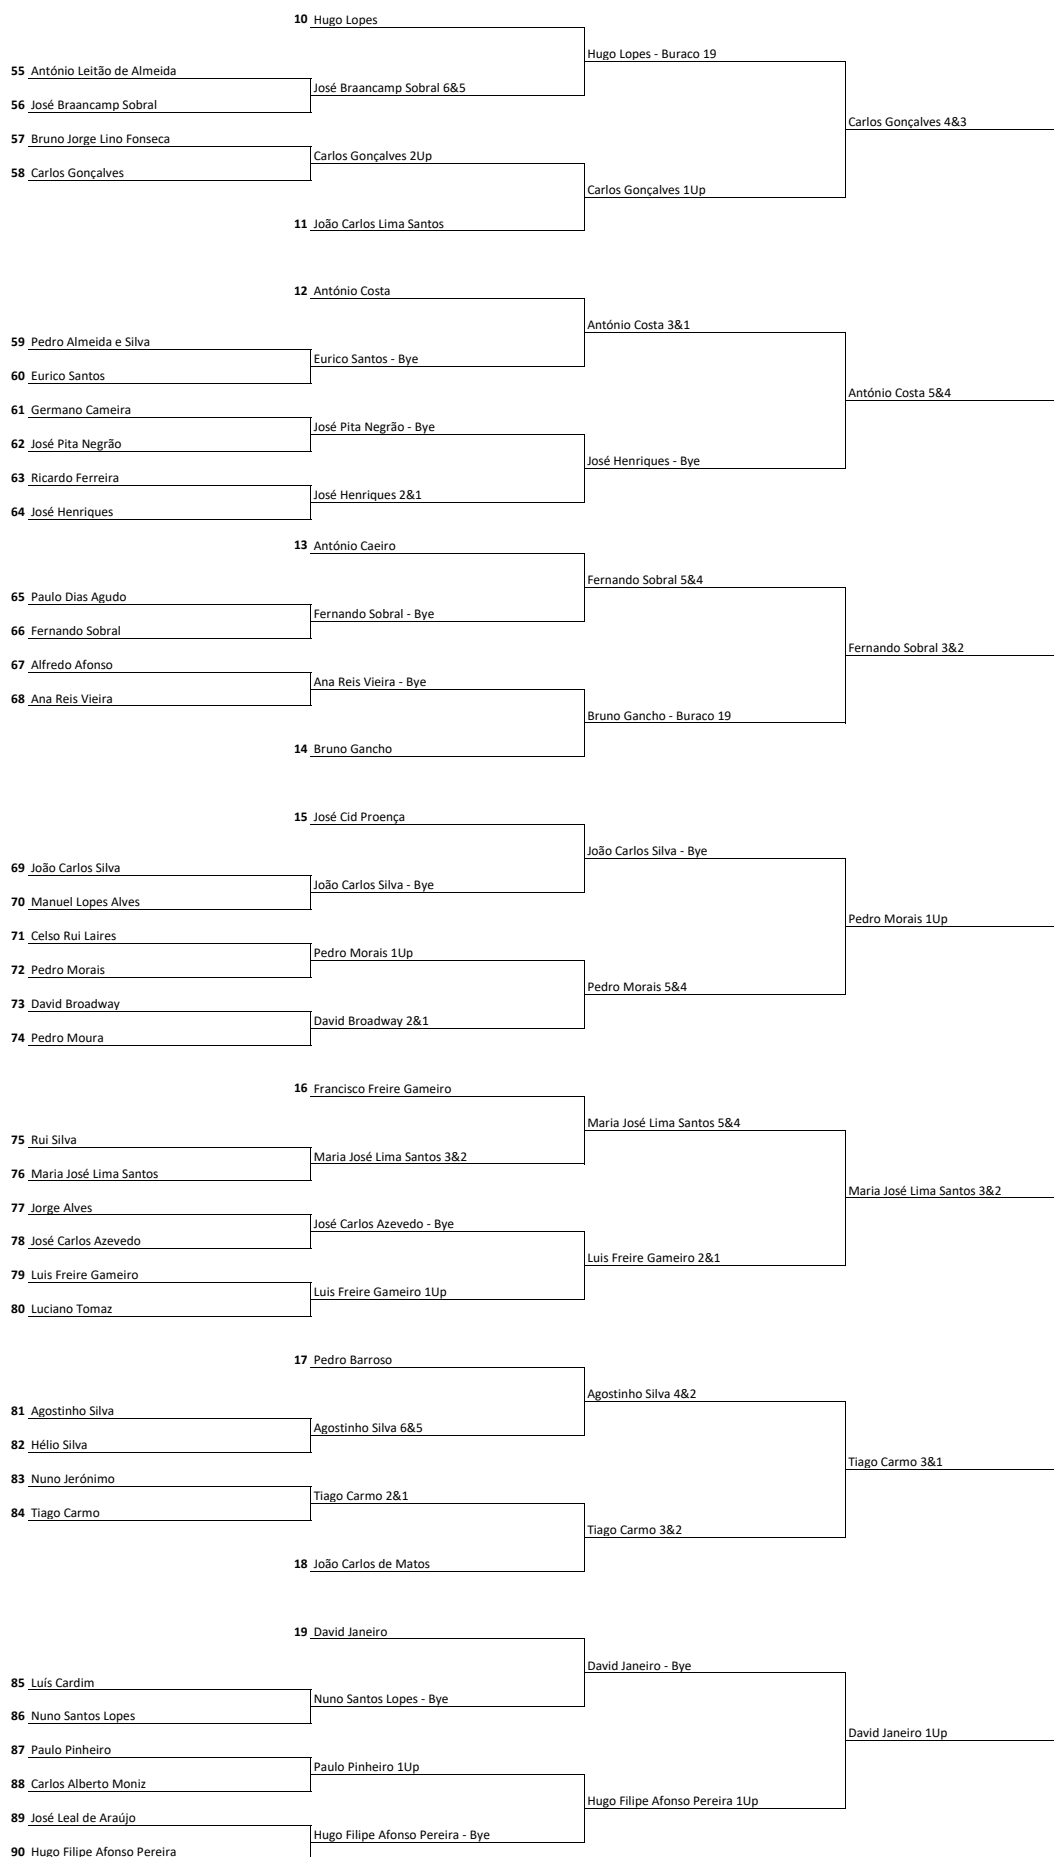 10 Hugo Lopes
Hugo Lopes - Buraco 19
55 António Leitão de Almeida
José Braancamp Sobral 6&5
56 José Braancamp Sobral
Carlos Gonçalves 4&3
57 Bruno Jorge Lino Fonseca
Carlos Gonçalves 2Up
58 Carlos Gonçalves
Carlos Gonçalves 1Up
11 João Carlos Lima Santos
12 António Costa
António Costa 3&1
59 Pedro Almeida e Silva
Eurico Santos - Bye
60 Eurico Santos
António Costa 5&4
61 Germano Cameira
José Pita Negrão - Bye
62 José Pita Negrão
José Henriques - Bye
63 Ricardo Ferreira
José Henriques 2&1
64 José Henriques
13 António Caeiro
Fernando Sobral 5&4
65 Paulo Dias Agudo
Fernando Sobral - Bye
66 Fernando Sobral
Fernando Sobral 3&2
67 Alfredo Afonso
Ana Reis Vieira - Bye
68 Ana Reis Vieira
Bruno Gancho - Buraco 19
14 Bruno Gancho
15 José Cid Proença
João Carlos Silva - Bye
69 João Carlos Silva
João Carlos Silva - Bye
70 Manuel Lopes Alves
Pedro Morais 1Up
71 Celso Rui Laires
Pedro Morais 1Up
72 Pedro Morais
Pedro Morais 5&4
73 David Broadway
David Broadway 2&1
74 Pedro Moura
16 Francisco Freire Gameiro
Maria José Lima Santos 5&4
75 Rui Silva
Maria José Lima Santos 3&2
76 Maria José Lima Santos
Maria José Lima Santos 3&2
77 Jorge Alves
José Carlos Azevedo - Bye
78 José Carlos Azevedo
Luis Freire Gameiro 2&1
79 Luis Freire Gameiro
Luis Freire Gameiro 1Up
80 Luciano Tomaz
17 Pedro Barroso
Agostinho Silva 4&2
81 Agostinho Silva
Agostinho Silva 6&5
82 Hélio Silva
Tiago Carmo 3&1
83 Nuno Jerónimo
Tiago Carmo 2&1
84 Tiago Carmo
Tiago Carmo 3&2
18 João Carlos de Matos
19 David Janeiro
David Janeiro - Bye
85 Luís Cardim
Nuno Santos Lopes - Bye
86 Nuno Santos Lopes
David Janeiro 1Up
87 Paulo Pinheiro
Paulo Pinheiro 1Up
88 Carlos Alberto Moniz
Hugo Filipe Afonso Pereira 1Up
89 José Leal de Araújo
Hugo Filipe Afonso Pereira - Bye
90 Hugo Filipe Afonso Pereira